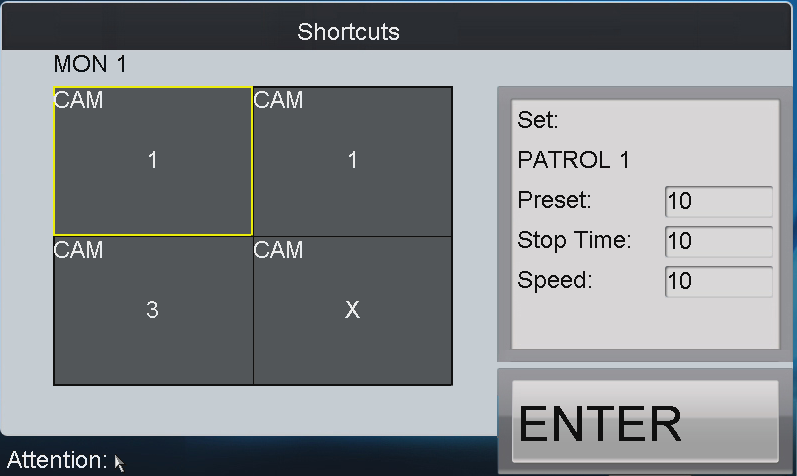 Shortcuts
MON 1
CAM
1
CAM
1
CAM
3
CAM
X
Set:
PATROL 1
Preset: 10
Stop Time: 10
Speed: 10
ENTER
Attention: